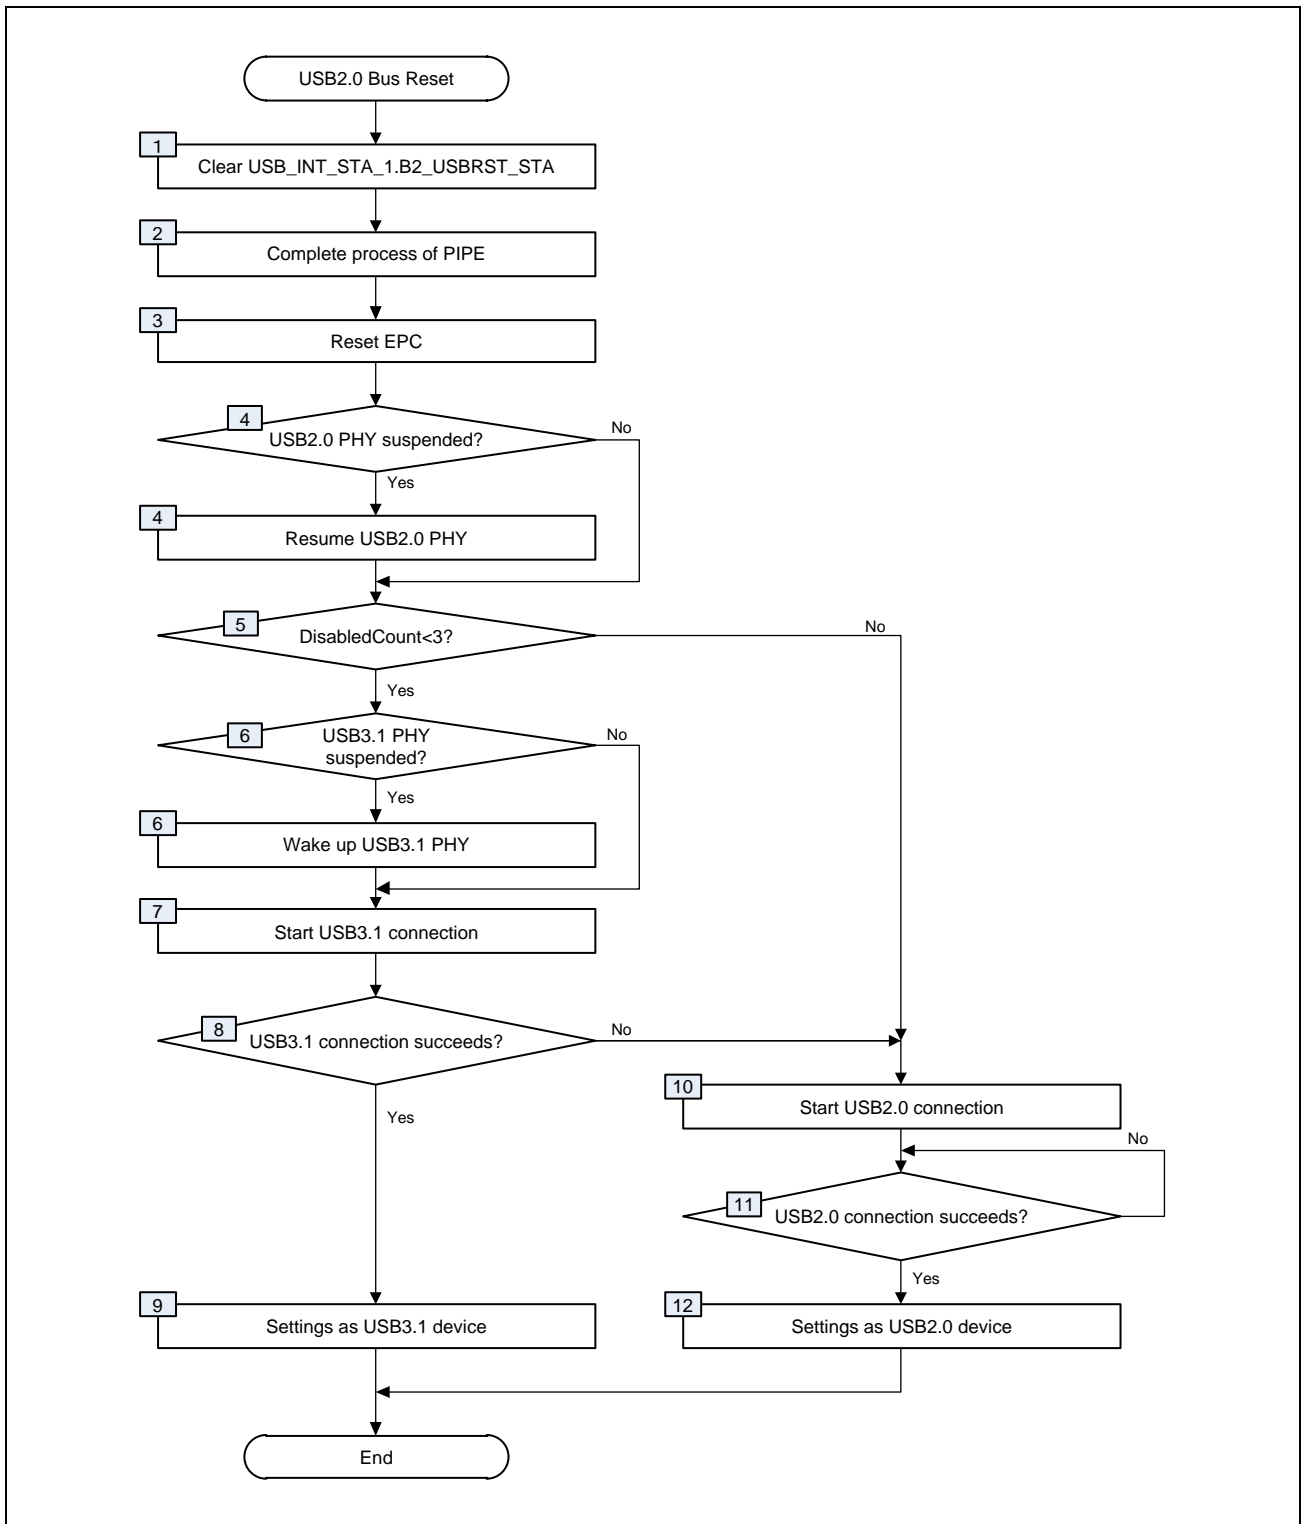 USB2.0 Bus Reset
1
Clear USB_INT_STA_1.B2_USBRST_STA
2
Complete process of PIPE
3
Reset EPC
4
USB2.0 PHY suspended?
No
Yes
4
Resume USB2.0 PHY
5
DisabledCount<3?
No
Yes
6
USB3.1 PHY
suspended?
No
Yes
6
Wake up USB3.1 PHY
7
Start USB3.1 connection
8
USB3.1 connection succeeds?
No
Yes
10
Start USB2.0 connection
No
11
USB2.0 connection succeeds?
Yes
9
Settings as USB3.1 device
12
Settings as USB2.0 device
End